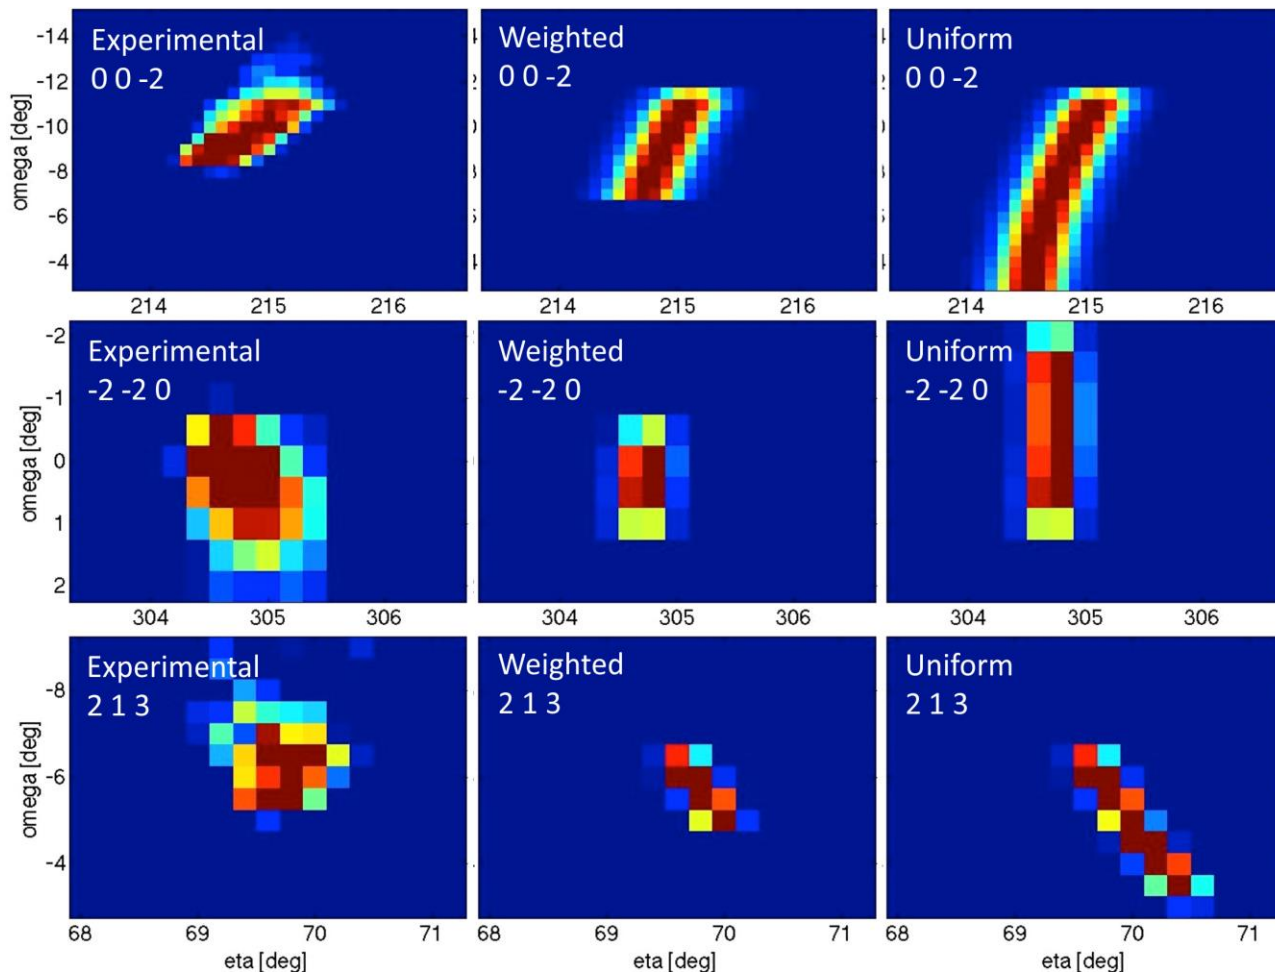 Experimental
0 0 -2
Weighted
0 0 -2
Uniform
0 0 -2
omega [deg]
-14
-12
-10
-8
-6
-4
214 215 216
214 215 216
214 215 216
Experimental
-2 -2 0
Weighted
-2 -2 0
Uniform
-2 -2 0
omega [deg]
-2
-1
0
1
2
304 305 306
304 305 306
304 305 306
Experimental
2 1 3
Weighted
2 1 3
Uniform
2 1 3
omega [deg]
-8
-6
-4
68 69 70 71
68 69 70 71
68 69 70 71
eta [deg]
eta [deg]
eta [deg]